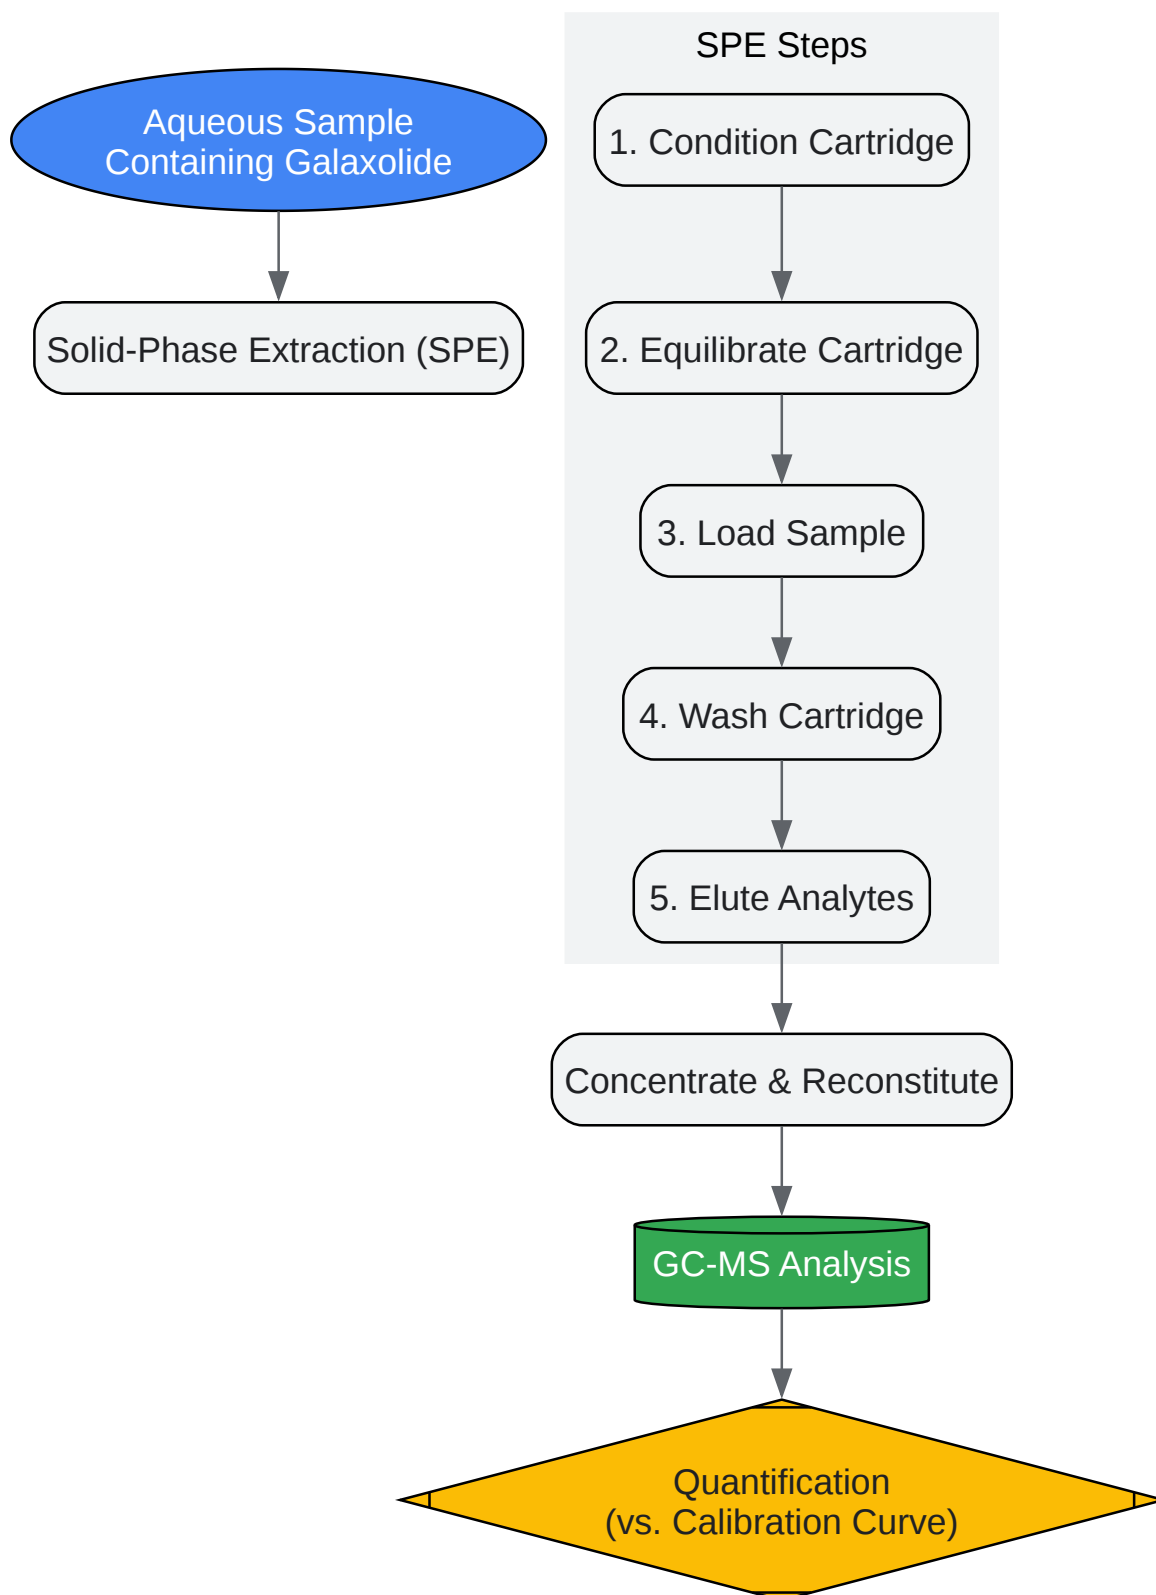 SPE Steps
Aqueous Sample
Containing Galaxolide
1. Condition Cartridge
Solid-Phase Extraction (SPE)
2. Equilibrate Cartridge
3. Load Sample
4. Wash Cartridge
5. Elute Analytes
Concentrate & Reconstitute
GC-MS Analysis
Quantification
(vs. Calibration Curve)